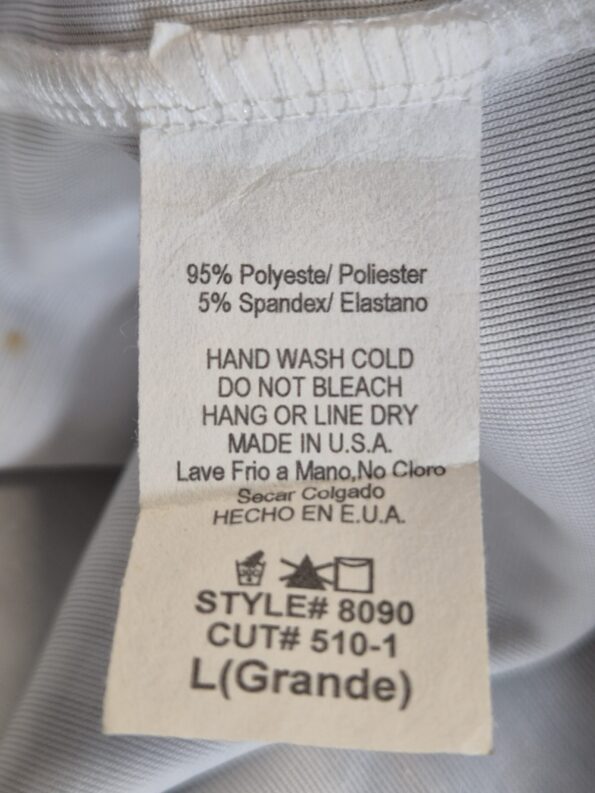 95% Polyeste/ Poliester
5% Spandex/ Elastano
HAND WASH COLD
DO NOT BLEACH
HANG OR LINE DRY
MADE IN U.S.A.
Lave Frio a Mano,No Cloro
Secar Colgado
HECHO EN E.U.A.
STYLE# 8090
CUT# 510-1
L(Grande)